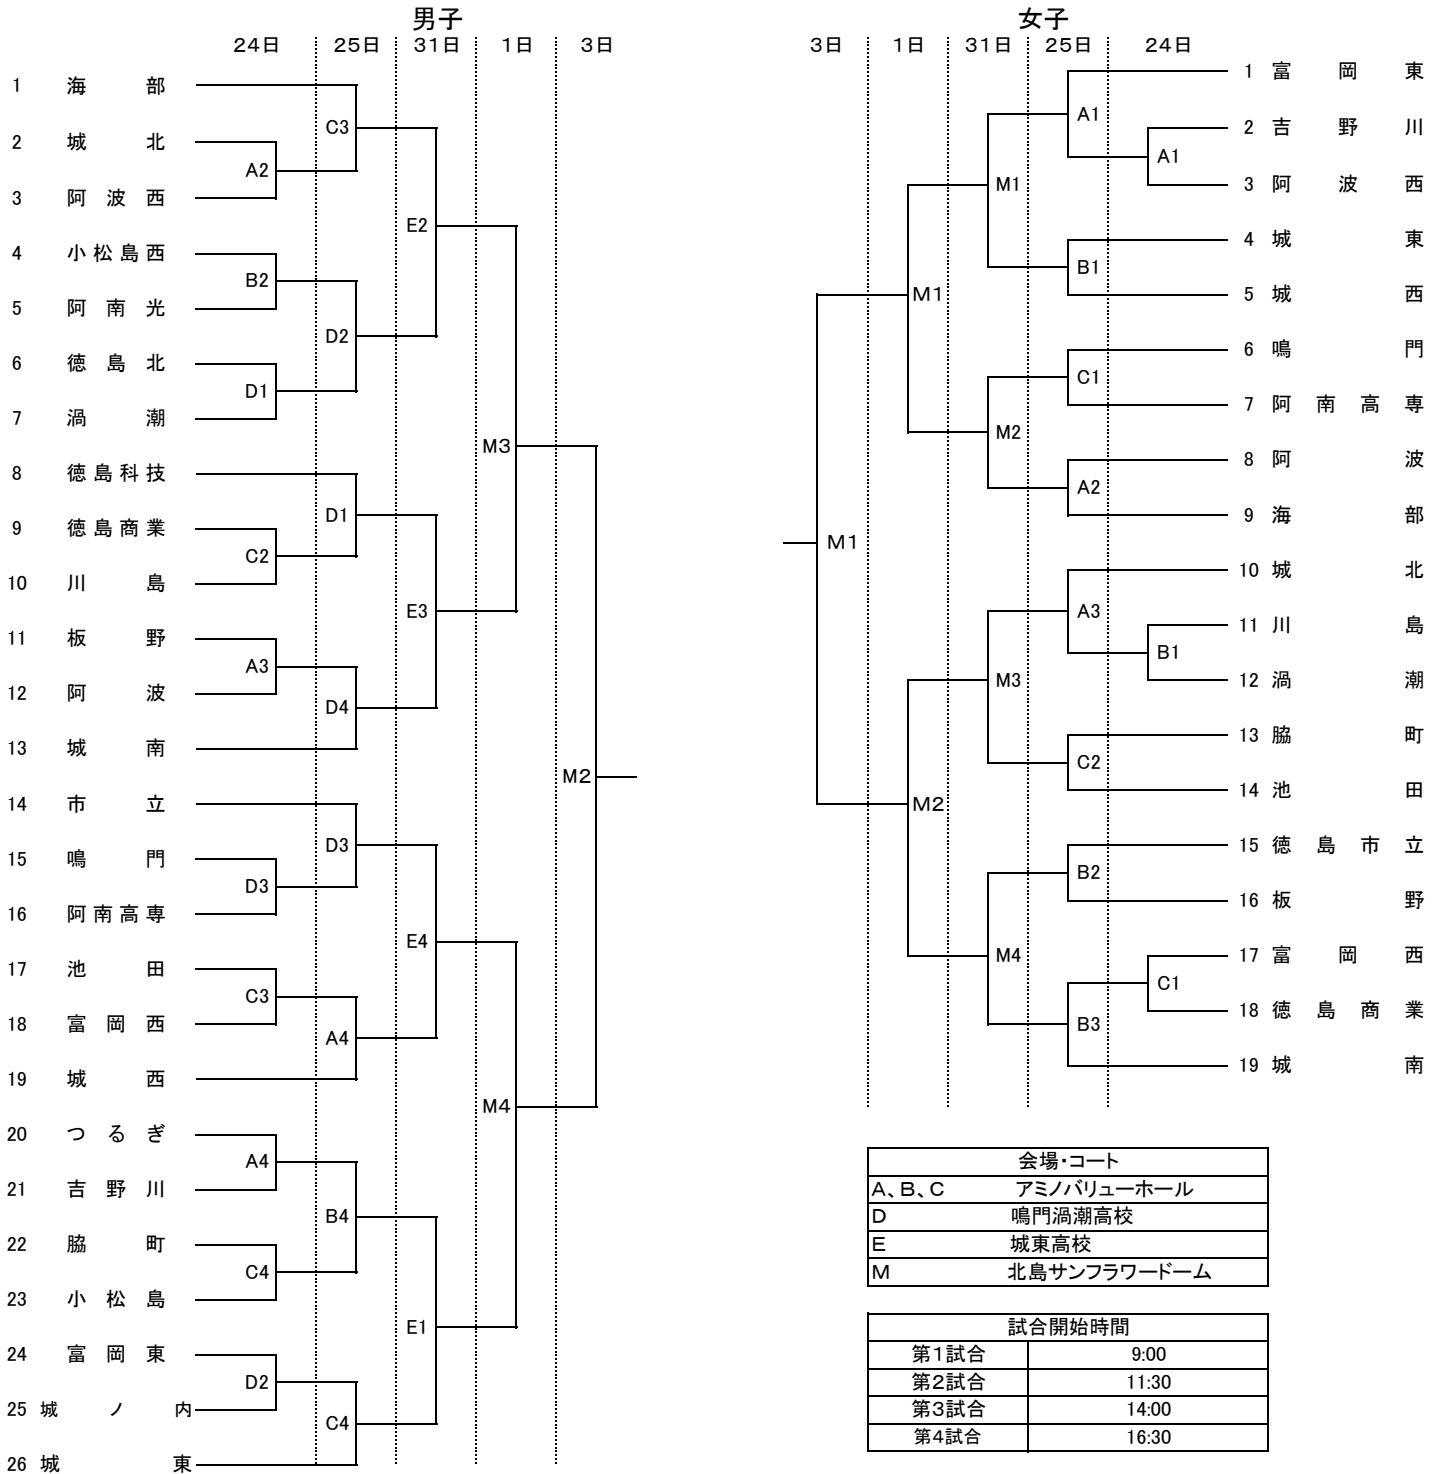 男子
24日 25日 31日 1日 3日
1 海部
2 城北
3 阿波西
4 小松島西
5 阿南光
6 徳島北
7 渦潮
8 徳島科技
9 徳島商業
10 川島
11 板野
12 阿波
13 城南
14 市立
15 鳴門
16 阿南高専
17 池田
18 富岡西
19 城西
20 つるぎ
21 吉野川
22 脇町
23 小松島
24 富岡東
25 城ノ内
26 城東
A2
B2
D1
C2
A3
D3
C3
A4
C4
D2
C3
D2
D1
D4
D3
A4
B4
C4
E2
E3
E4
E1
M3
M4
M2
女子
3日 1日 31日 25日 24日
1 富岡東
2 吉野川
3 阿波西
4 城東
5 城西
6 鳴門
7 阿南高専
8 阿波
9 海部
10 城北
11 川島
12 渦潮
13 脇町
14 池田
15 徳島市立
16 板野
17 富岡西
18 徳島商業
19 城南
A1
B1
C1
A1
B1
C1
A2
A3
C2
B2
B3
M1
M2
M3
M4
M1
M2
M1
会場・コート
A、B、C アミノバリューホール
D 鳴門渦潮高校
E 城東高校
M 北島サンフラワードーム
試合開始時間
第1試合 9:00
第2試合 11:30
第3試合 14:00
第4試合 16:30